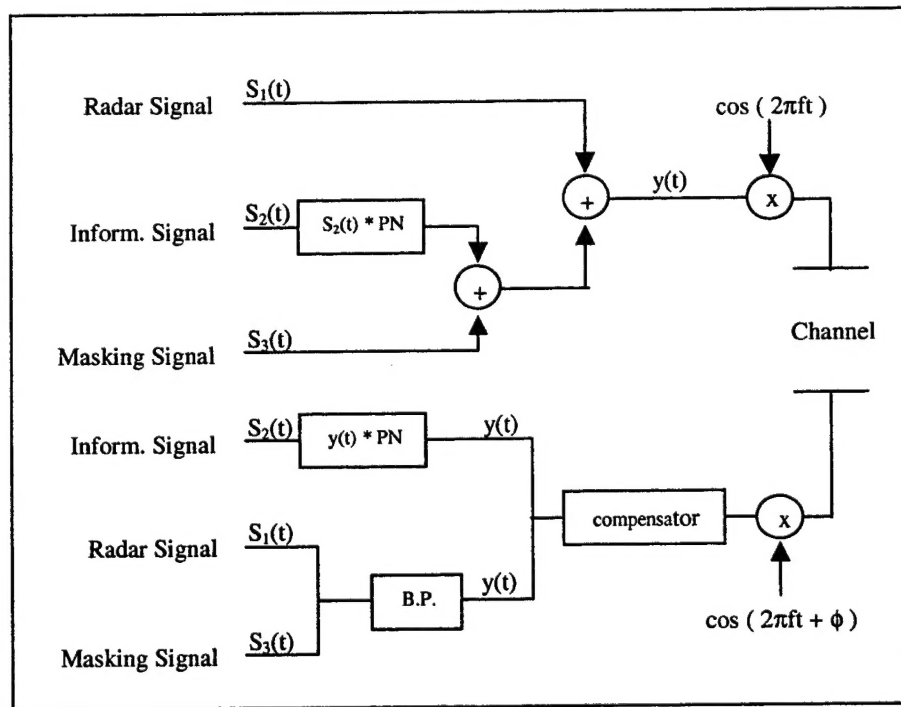 Radar Signal
S₁(t)
cos ( 2πft )
+
y(t)
x
Inform. Signal
S₂(t)
S₂(t) * PN
+
Masking Signal
S₃(t)
Channel
Inform. Signal
S₂(t)
y(t) * PN
y(t)
compensator
x
Radar Signal
S₁(t)
B.P.
y(t)
cos ( 2πft + ϕ )
Masking Signal
S₃(t)